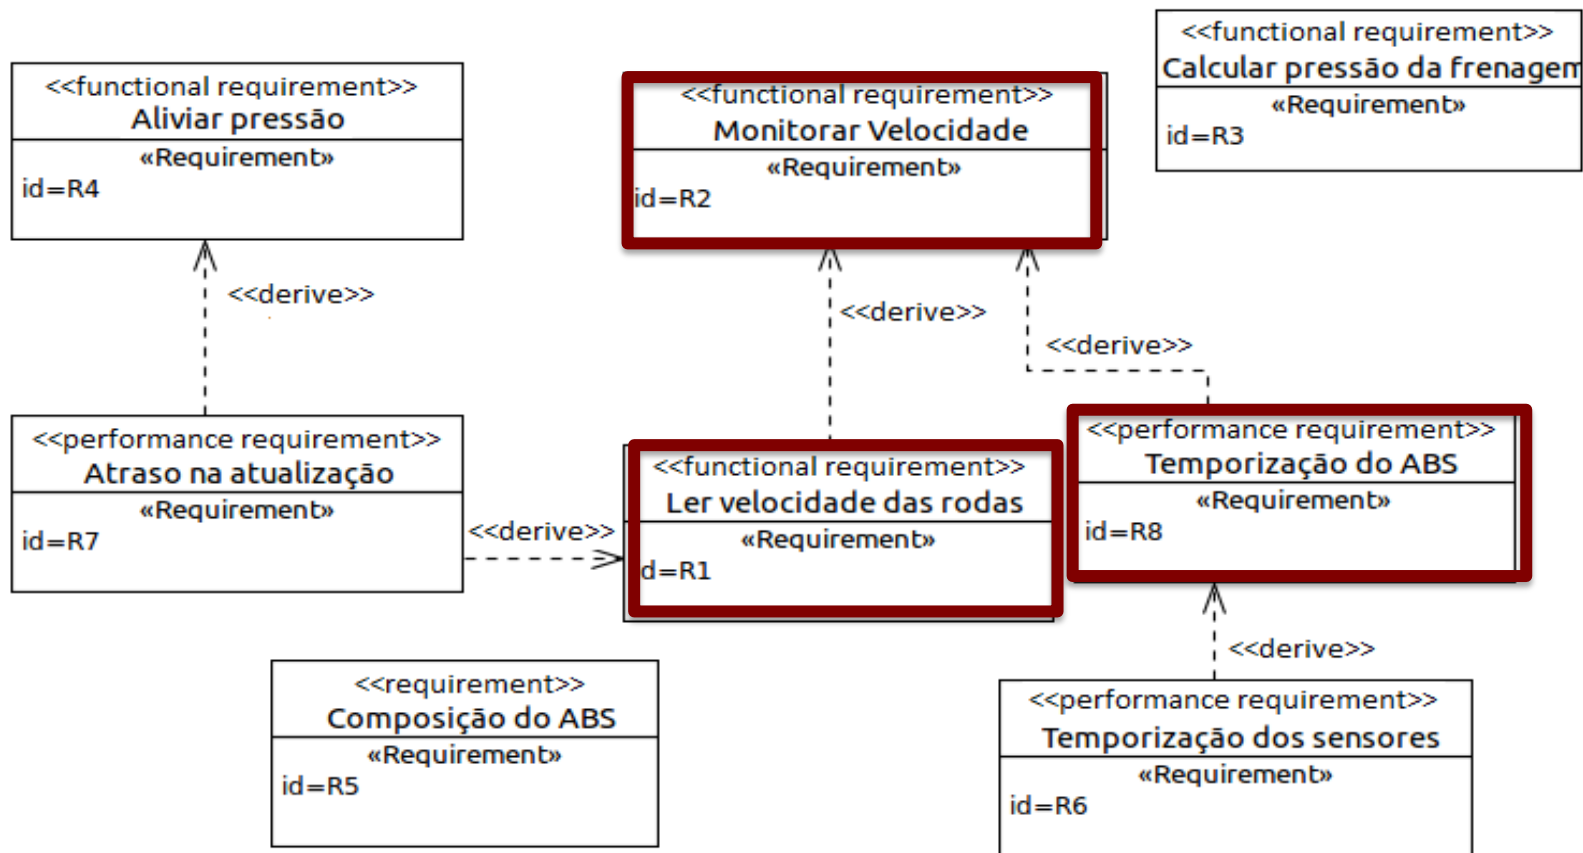 <<functional requirement>>
Calcular pressão da frenagem
«Requirement»
id=R3
<<functional requirement>>
Aliviar pressão
«Requirement»
id=R4
<<functional requirement>>
Monitorar Velocidade
«Requirement»
id=R2
<<derive>>
<<derive>>
<<derive>>
<<performance requirement>>
Atraso na atualização
«Requirement»
id=R7
<<derive>>
<<functional requirement>>
Ler velocidade das rodas
«Requirement»
d=R1
<<performance requirement>>
Temporização do ABS
«Requirement»
id=R8
<<derive>>
<<requirement>>
Composição do ABS
«Requirement»
id=R5
<<performance requirement>>
Temporização dos sensores
«Requirement»
id=R6